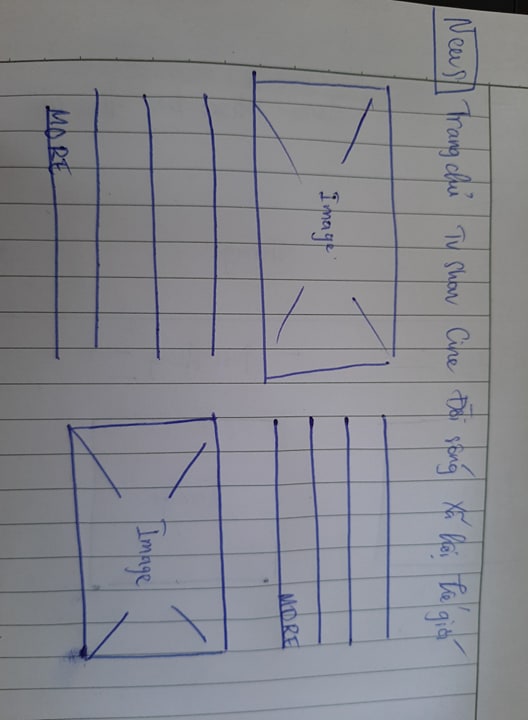 News Trang chủ Tv show Cine Đời sống Xã hội Thế giới
Image
MORE
Image
MORE